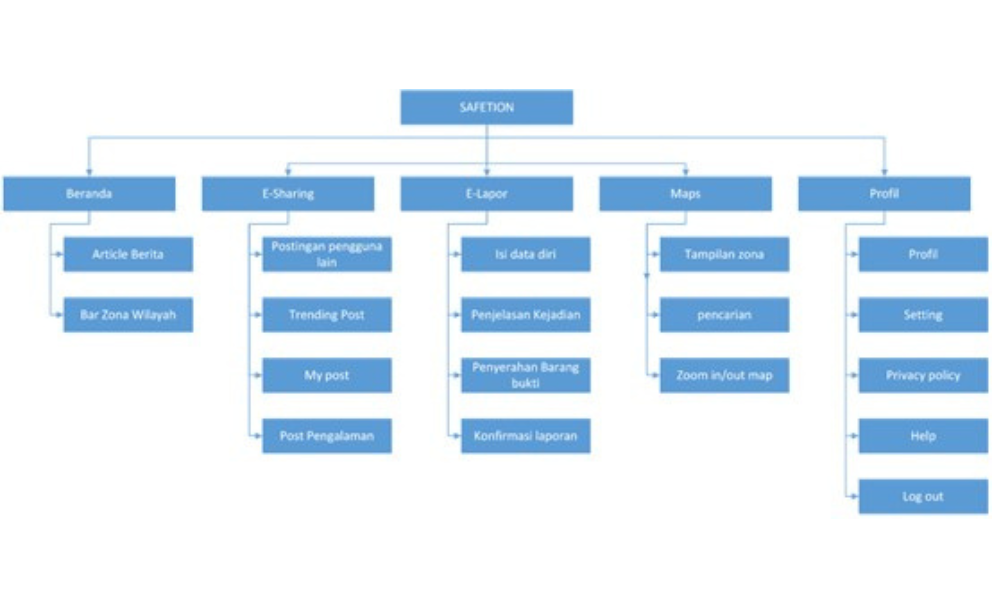 SAFETION
Beranda
E-Sharing
E-Lapor
Maps
Profil
Article Berita
Postingan pengguna
lain
Isi data diri
Tampilan zona
Profil
Bar Zona Wilayah
Trending Post
Penjelasan Kejadian
pencarian
Setting
My post
Penyerahan Barang
bukti
Zoom in/out map
Privacy policy
Post Pengalaman
Konfirmasi laporan
Help
Log out